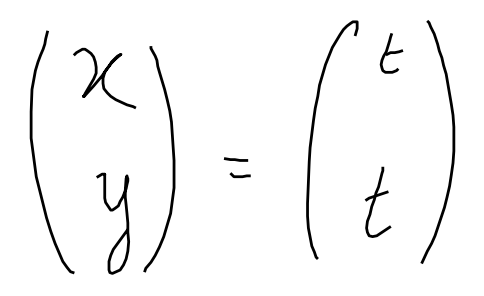 (x) = (t)
(y) (t)